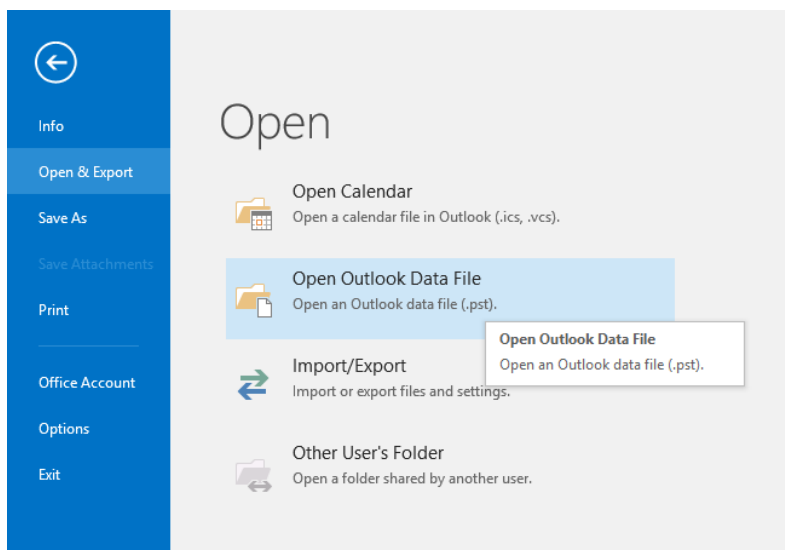 Info
Open & Export
Save As
Save Attachments
Print
Office Account
Options
Exit
Open
Open Calendar
Open a calendar file in Outlook (.ics, .vcs).
Open Outlook Data File
Open an Outlook data file (.pst).
Open Outlook Data File
Open an Outlook data file (.pst).
Import/Export
Import or export files and settings.
Other User's Folder
Open a folder shared by another user.